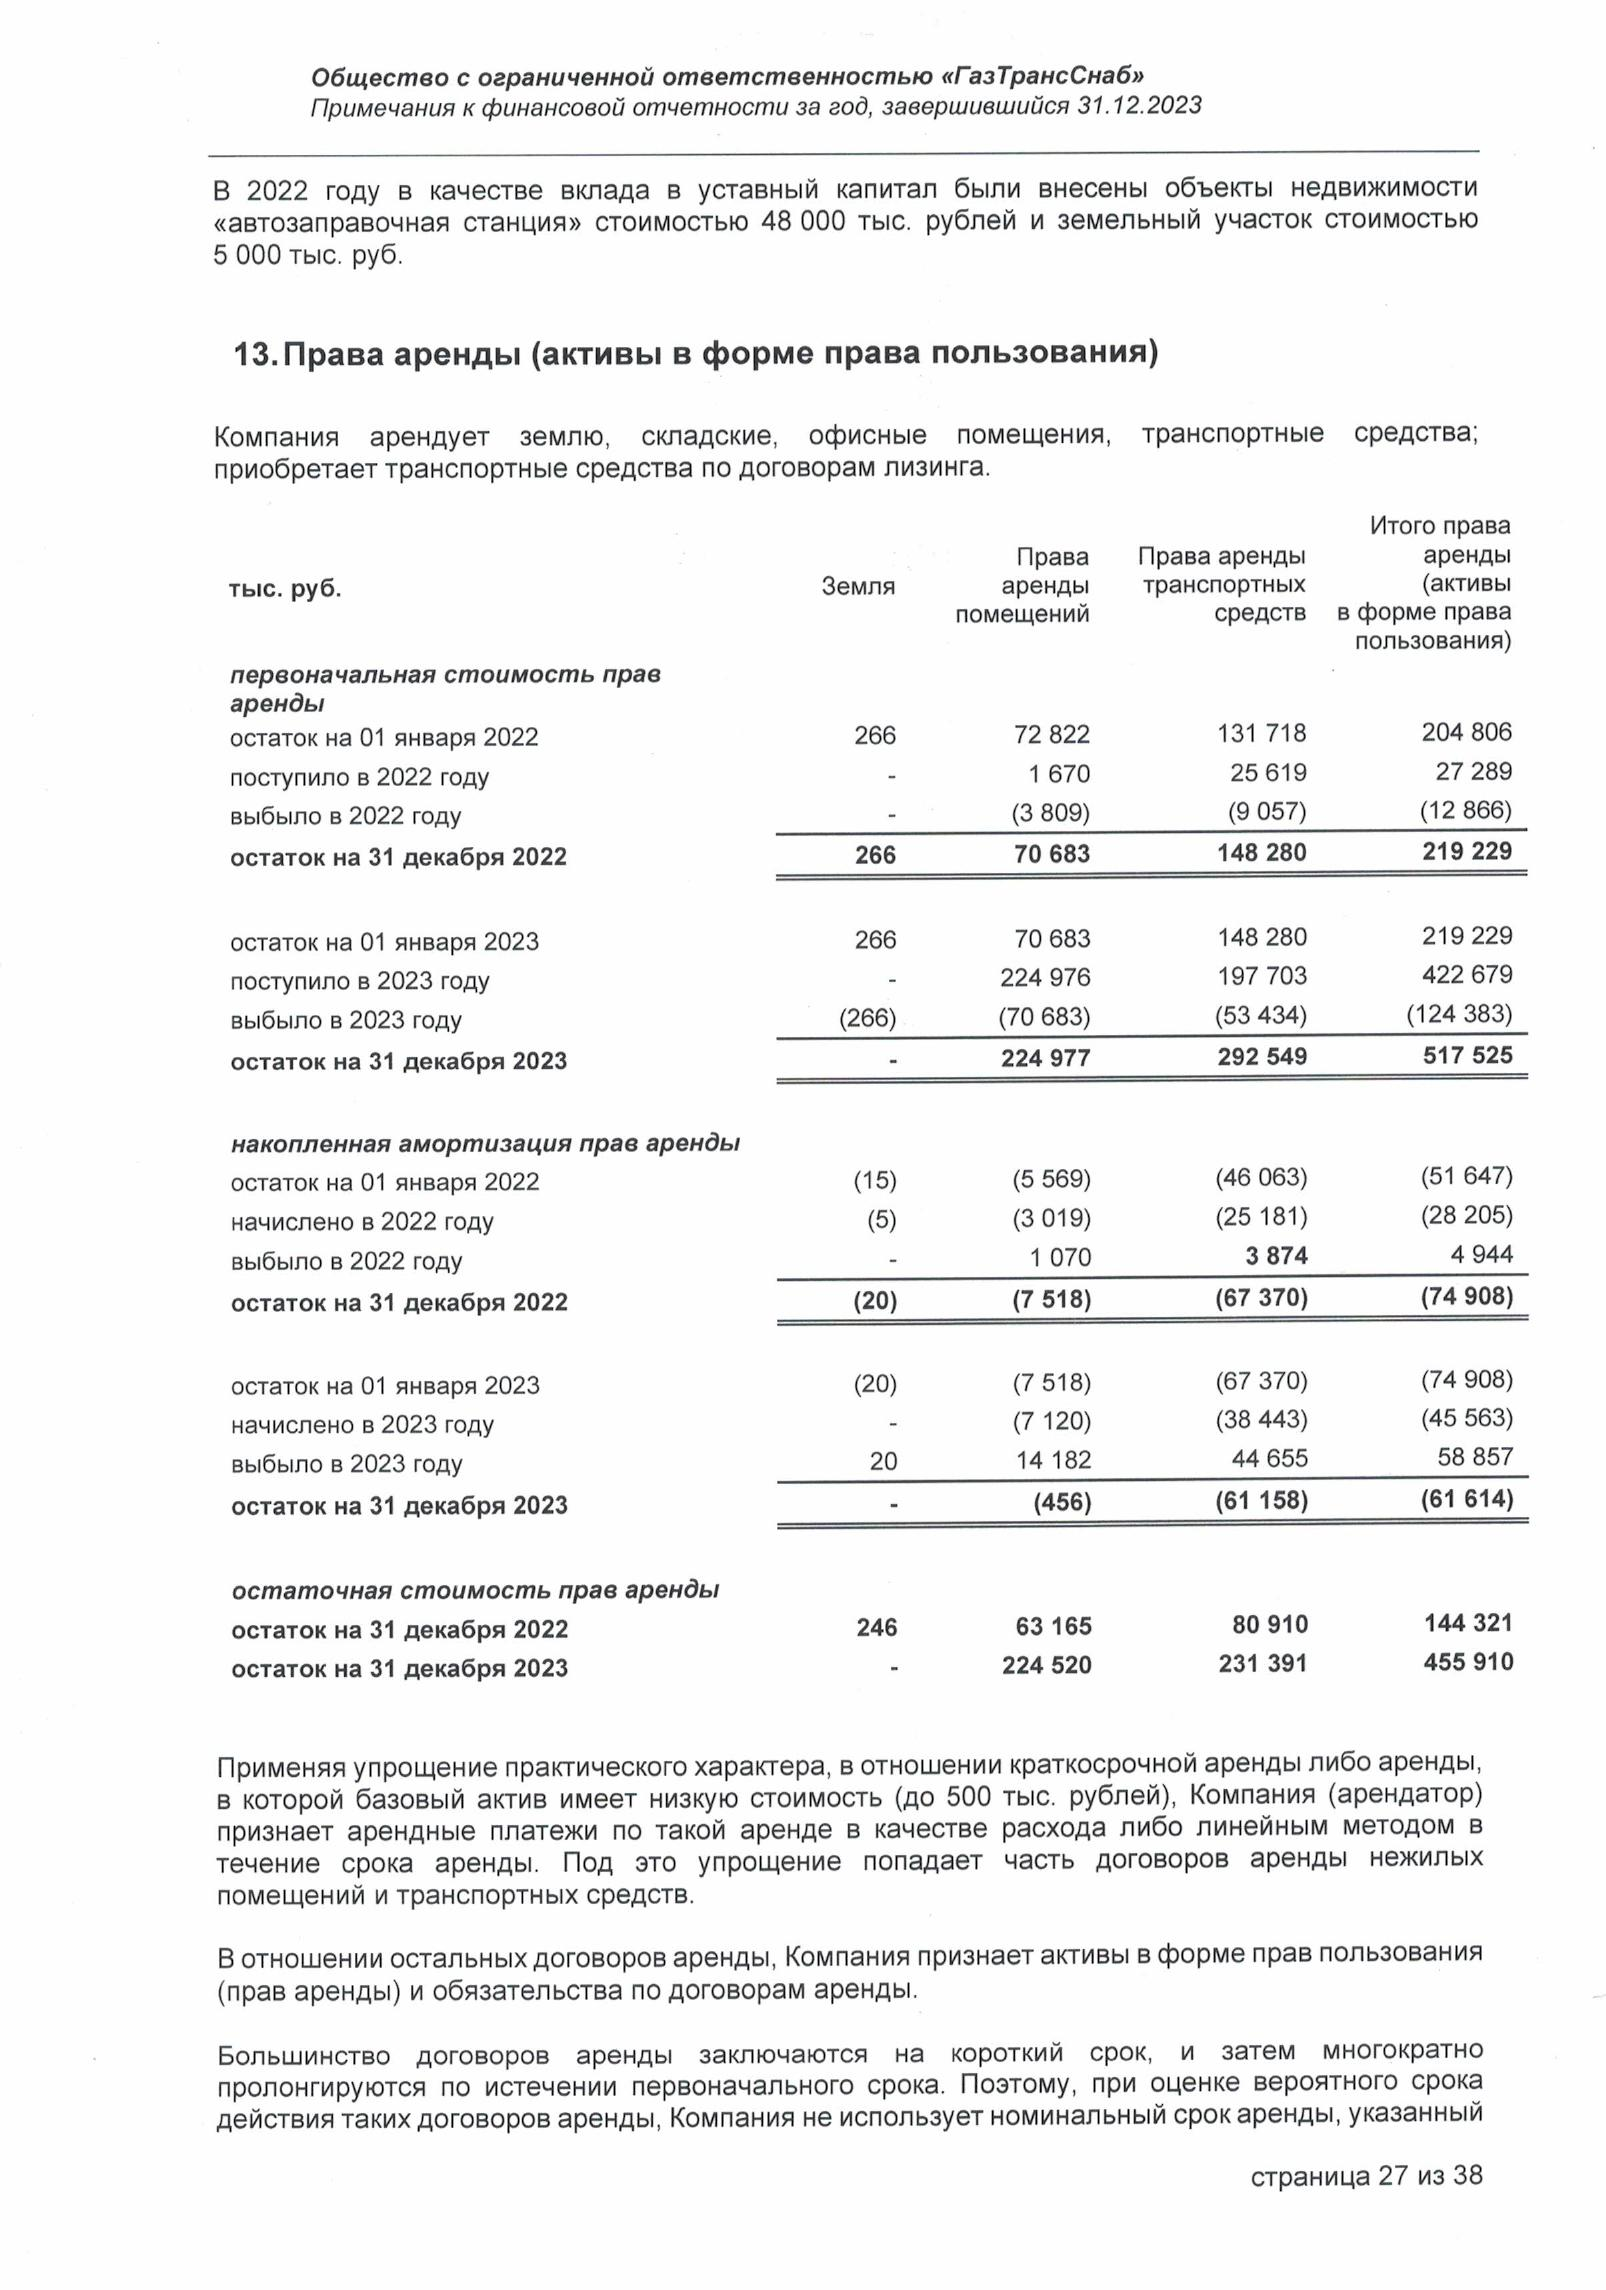 Общество с ограниченной ответственностью «ГазТрансСнаб»
Примечания к финансовой отчетности за год, завершившийся 31.12.2023
В 2022 году в качестве вклада в уставный капитал были внесены объекты недвижимости
«автозаправочная станция» стоимостью 48 000 тыс. рублей и земельный участок стоимостью
5 000 тыс. руб.
13. Права аренды (активы в форме права пользования)
Компания арендует землю, складские, офисные помещения, транспортные средства;
приобретает транспортные средства по договорам лизинга.
тыс. руб. Земля Права аренды помещений Права аренды транспортных средств Итого права аренды (активы в форме права пользования)
первоначальная стоимость прав
аренды
остаток на 01 января 2022 266 72 822 131 718 204 806
поступило в 2022 году - 1 670 25 619 27 289
выбыло в 2022 году - (3 809) (9 057) (12 866)
остаток на 31 декабря 2022 266 70 683 148 280 219 229
остаток на 01 января 2023 266 70 683 148 280 219 229
поступило в 2023 году - 224 976 197 703 422 679
выбыло в 2023 году (266) (70 683) (53 434) (124 383)
остаток на 31 декабря 2023 - 224 977 292 549 517 525
накопленная амортизация прав аренды
остаток на 01 января 2022 (15) (5 569) (46 063) (51 647)
начислено в 2022 году (5) (3 019) (25 181) (28 205)
выбыло в 2022 году - 1 070 3 874 4 944
остаток на 31 декабря 2022 (20) (7 518) (67 370) (74 908)
остаток на 01 января 2023 (20) (7 518) (67 370) (74 908)
начислено в 2023 году - (7 120) (38 443) (45 563)
выбыло в 2023 году 20 14 182 44 655 58 857
остаток на 31 декабря 2023 - (456) (61 158) (61 614)
остаточная стоимость прав аренды
остаток на 31 декабря 2022 246 63 165 80 910 144 321
остаток на 31 декабря 2023 - 224 520 231 391 455 910
Применяя упрощение практического характера, в отношении краткосрочной аренды либо аренды,
в которой базовый актив имеет низкую стоимость (до 500 тыс. рублей), Компания (арендатор)
признает арендные платежи по такой аренде в качестве расхода либо линейным методом в
течение срока аренды. Под это упрощение попадает часть договоров аренды нежилых
помещений и транспортных средств.
В отношении остальных договоров аренды, Компания признает активы в форме прав пользования
(прав аренды) и обязательства по договорам аренды.
Большинство договоров аренды заключаются на короткий срок, и затем многократно
пролонгируются по истечении первоначального срока. Поэтому, при оценке вероятного срока
действия таких договоров аренды, Компания не использует номинальный срок аренды, указанный
страница 27 из 38